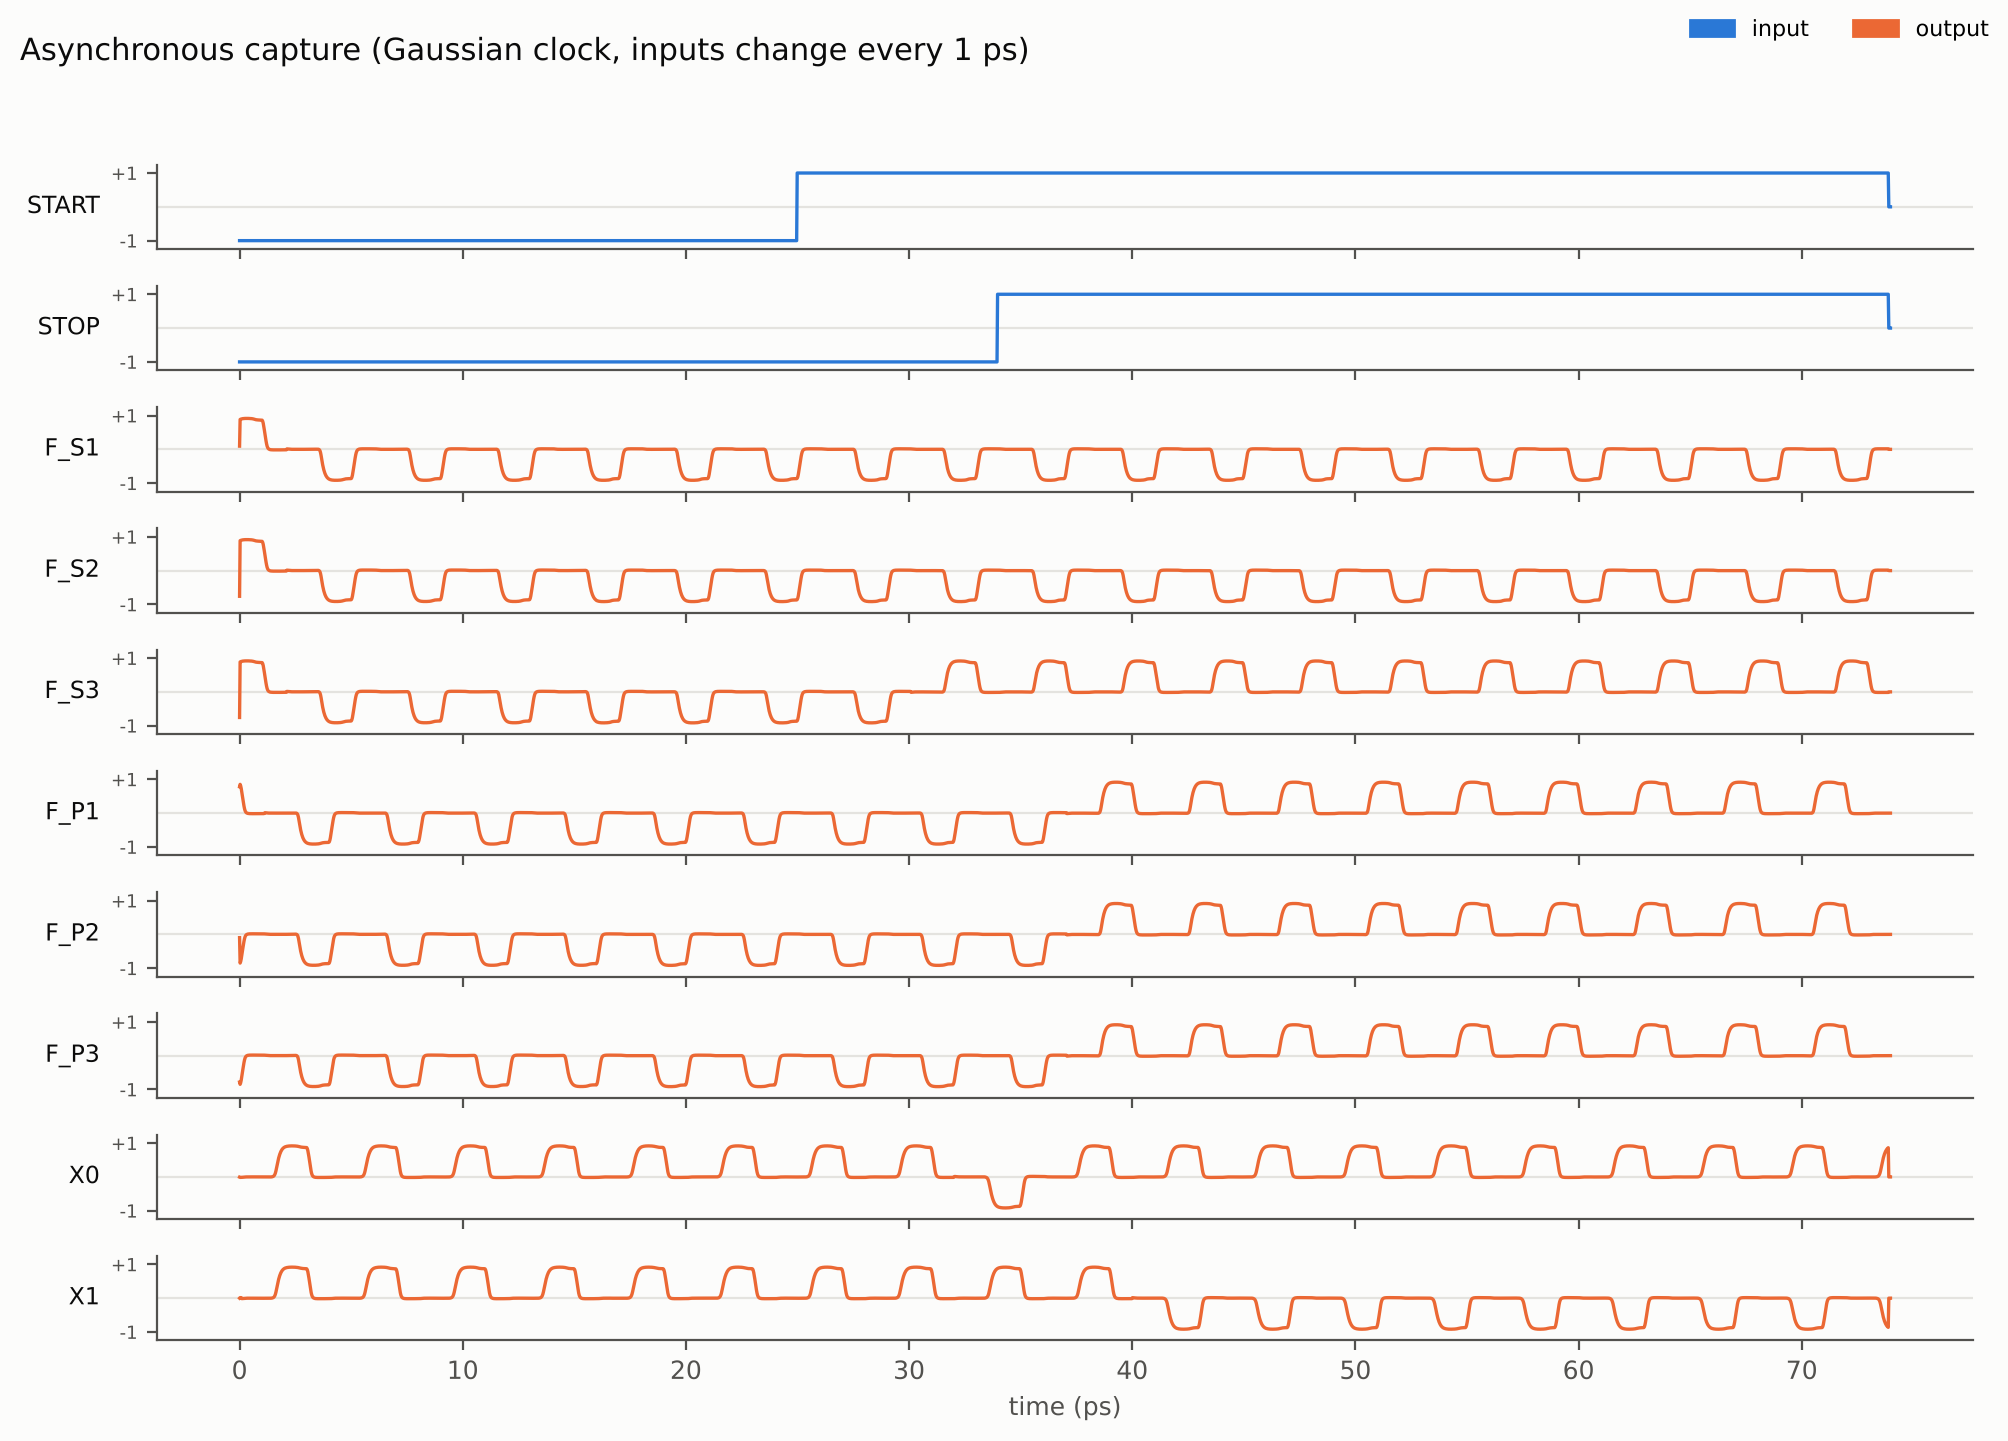 input output
Asynchronous capture (Gaussian clock, inputs change every 1 ps)
+1
START
-1
+1
STOP
-1
+1
F_S1
-1
+1
F_S2
-1
+1
F_S3
-1
+1
F_P1
-1
+1
F_P2
-1
+1
F_P3
-1
+1
X0
-1
+1
X1
-1
0 10 20 30 40 50 60 70
time (ps)